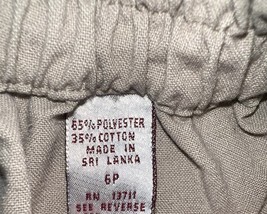 65% POLYESTER
35% COTTON
MADE IN
SRI LANKA
6P
RN 13711
SEE REVERSE